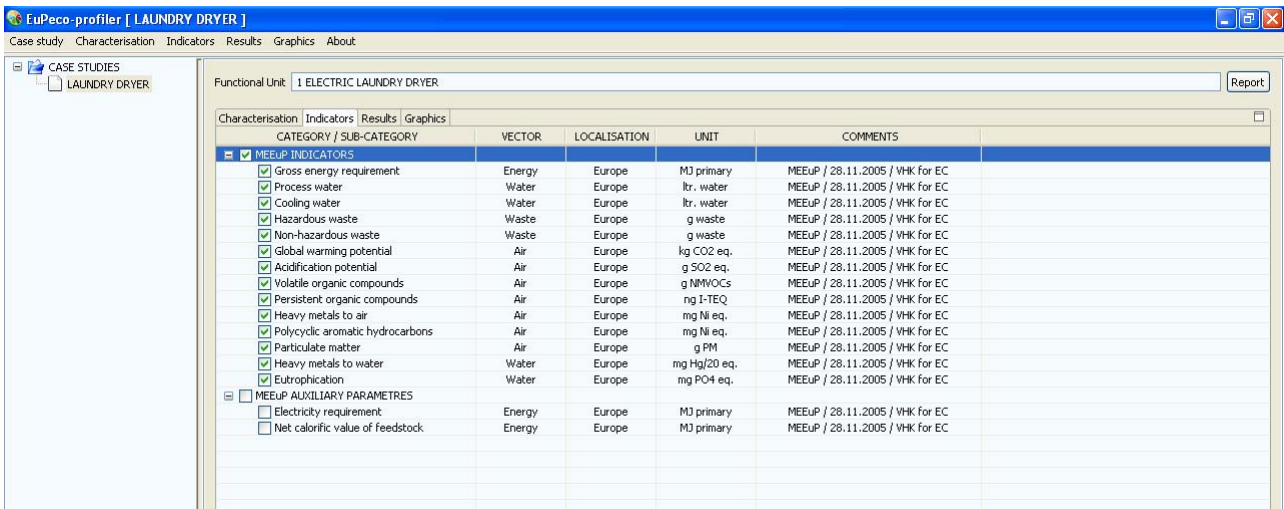 EuPeco-profiler [ LAUNDRY DRYER ]
Case study Characterisation Indicators Results Graphics About
CASE STUDIES
LAUNDRY DRYER
Functional Unit 1 ELECTRIC LAUNDRY DRYER Report
Characterisation Indicators Results Graphics
CATEGORY / SUB-CATEGORY VECTOR LOCALISATION UNIT COMMENTS
MEEuP INDICATORS
Gross energy requirement Energy Europe MJ primary MEEuP / 28.11.2005 / VHK for EC
Process water Water Europe ltr. water MEEuP / 28.11.2005 / VHK for EC
Cooling water Water Europe ltr. water MEEuP / 28.11.2005 / VHK for EC
Hazardous waste Waste Europe g waste MEEuP / 28.11.2005 / VHK for EC
Non-hazardous waste Waste Europe g waste MEEuP / 28.11.2005 / VHK for EC
Global warming potential Air Europe kg CO2 eq. MEEuP / 28.11.2005 / VHK for EC
Acidification potential Air Europe g SO2 eq. MEEuP / 28.11.2005 / VHK for EC
Volatile organic compounds Air Europe g NMVOCs MEEuP / 28.11.2005 / VHK for EC
Persistent organic compounds Air Europe ng I-TEQ MEEuP / 28.11.2005 / VHK for EC
Heavy metals to air Air Europe mg Ni eq. MEEuP / 28.11.2005 / VHK for EC
Polycyclic aromatic hydrocarbons Air Europe mg Ni eq. MEEuP / 28.11.2005 / VHK for EC
Particulate matter Air Europe g PM MEEuP / 28.11.2005 / VHK for EC
Heavy metals to water Water Europe mg Hg/20 eq. MEEuP / 28.11.2005 / VHK for EC
Eutrophication Water Europe mg PO4 eq. MEEuP / 28.11.2005 / VHK for EC
MEEuP AUXILIARY PARAMETRES
Electricity requirement Energy Europe MJ primary MEEuP / 28.11.2005 / VHK for EC
Net calorific value of feedstock Energy Europe MJ primary MEEuP / 28.11.2005 / VHK for EC